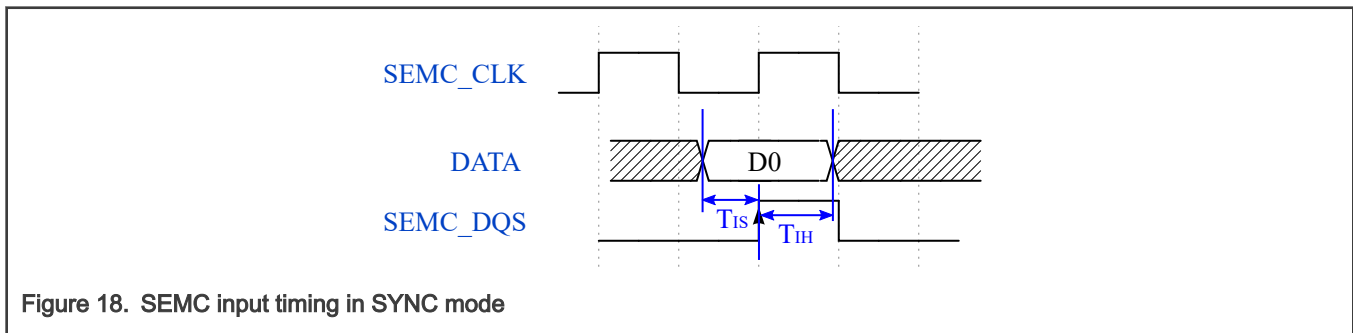 SEMC_CLK
DATA
D0
SEMC_DQS
TIS
TIH
Figure 18. SEMC input timing in SYNC mode